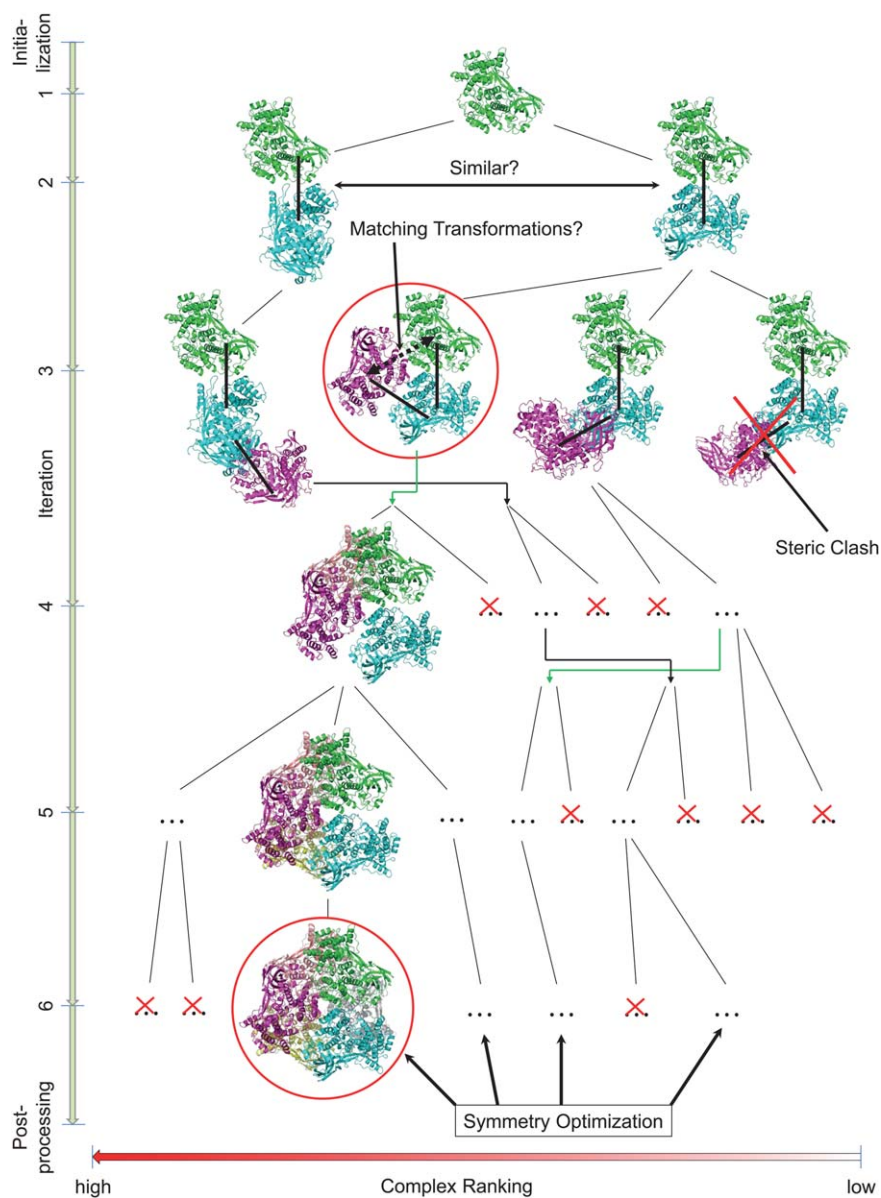 Initia-
lization
1
Similar?
2
Matching Transformations?
3
Iteration
Steric Clash
4
...
...
...
...
...
5
...
...
...
...
...
...
...
...
6
...
...
...
...
...
...
Post-
processing
Symmetry Optimization
high
Complex Ranking
low